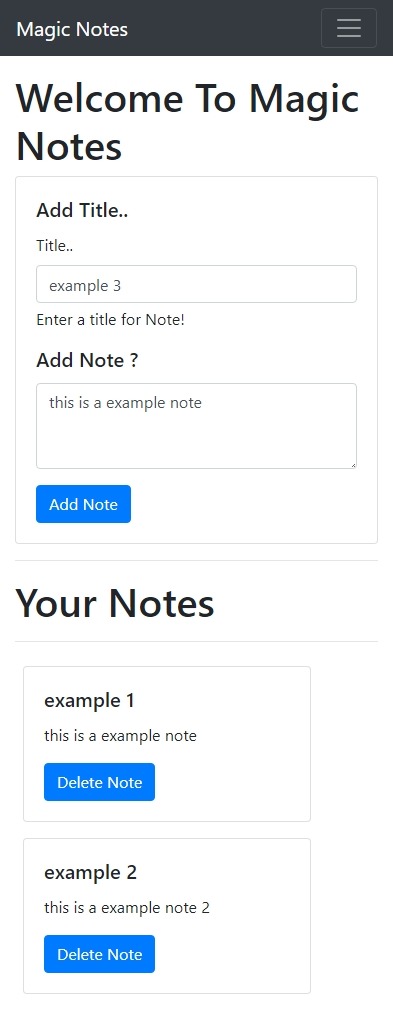 Magic Notes
Welcome To Magic
Notes
Add Title..
Title..
example 3
Enter a title for Note!
Add Note ?
this is a example note
Add Note
Your Notes
example 1
this is a example note
Delete Note
example 2
this is a example note 2
Delete Note